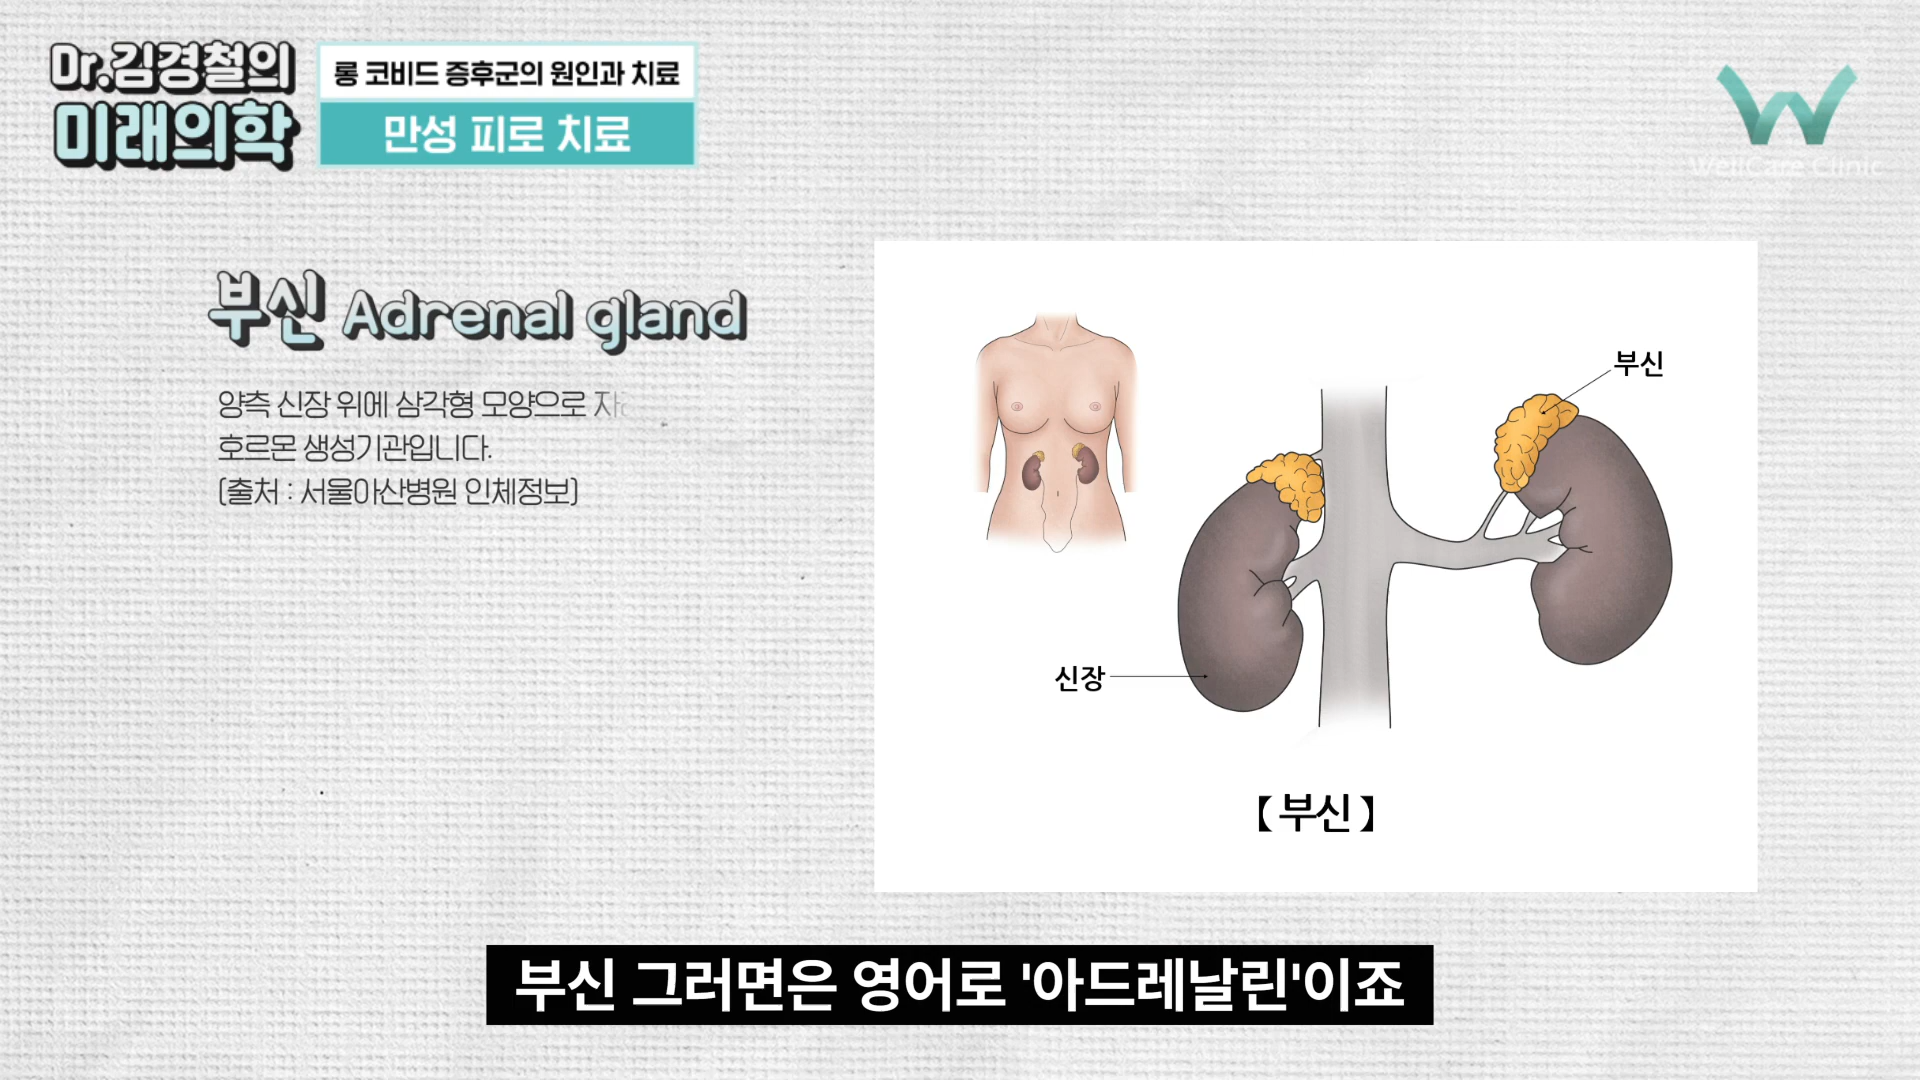 Dr.김경철의
미래의학
롱 코비드 증후군의 원인과 치료
만성 피로 치료
WellCare Clinic
부신 Adrenal gland
양측 신장 위에 삼각형 모양으로
호르몬 생성기관입니다.
(출처 : 서울아산병원 인체정보)
부신
신장
【 부신 】
부신 그러면은 영어로 '아드레날린'이죠